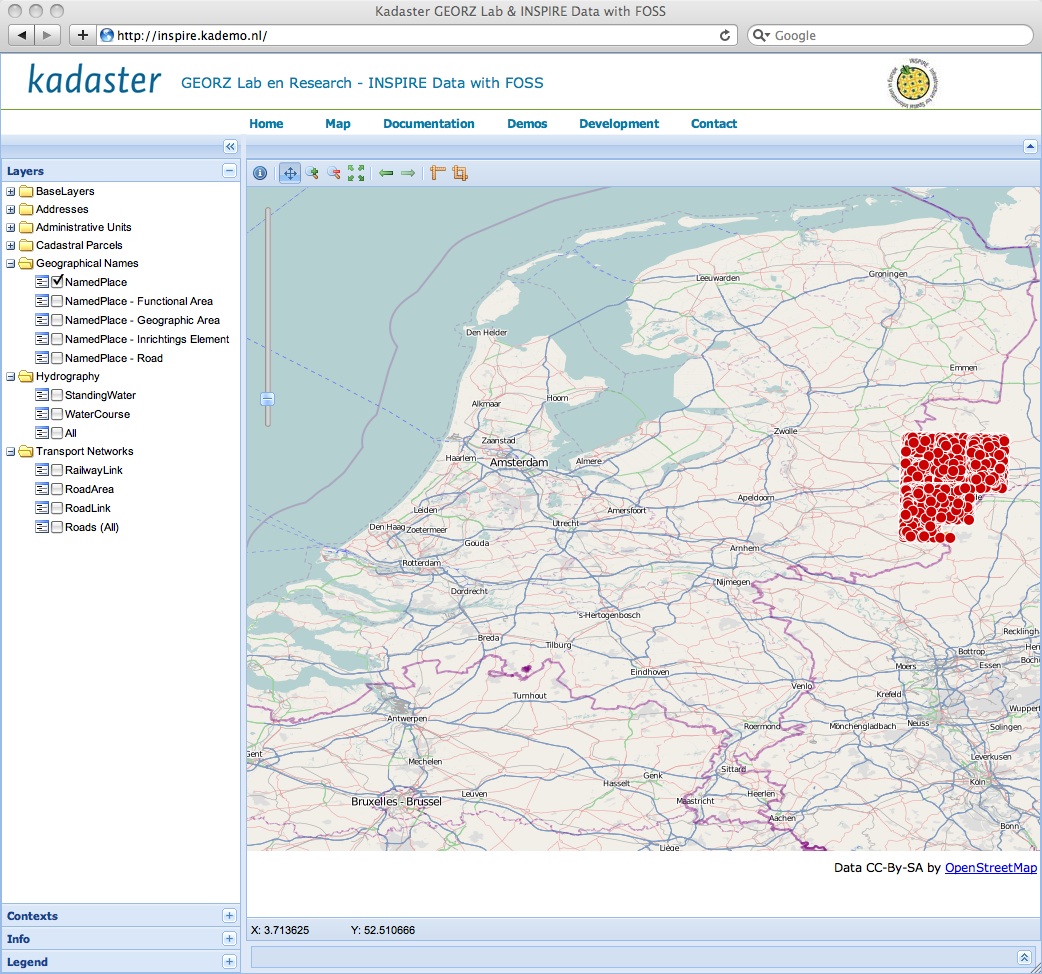 Kadaster GEORZ Lab & INSPIRE Data with FOSS
http://inspire.kademo.nl/
Google
kadaster
GEORZ Lab en Research - INSPIRE Data with FOSS
Home Map Documentation Demos Development Contact
Layers
BaseLayers
Addresses
Administrative Units
Cadastral Parcels
Geographical Names
NamedPlace
NamedPlace - Functional Area
NamedPlace - Geographic Area
NamedPlace - Inrichtings Element
NamedPlace - Road
Hydrography
StandingWater
WaterCourse
All
Transport Networks
RailwayLink
RoadArea
RoadLink
Roads (All)
Contexts
Info
Legend
Leeuwarden
Groningen
Den Helder
Emmen
Alkmaar
Hoorn
Zwolle
Zaanstad
Haarlem
Amsterdam
Almere
Apeldoorn
Leiden
Amersfoort
Den Haag
Zoetermeer
Utrecht
Gouda
Arnhem
Rotterdam
Nijmegen
Dordrecht
's-Hertogenbosch
Breda
Tilburg
Recklingh
Bottrop
Her
Moers
Essen
Boch
Eindhoven
Venlo
Turnhout
Krefeld
Wuppert
Antwerpen
Roermond
Mönchengladbach
Neuss
Solingen
Gent
Mechelen
Leverkusen
Sittard
Genk
Hasselt
Köln
Leuven
Heerlen
Bruxelles - Brussel
Maastricht
Aachen
Bonn
Liège
Data CC-By-SA by OpenStreetMap
X: 3.713625 Y: 52.510666